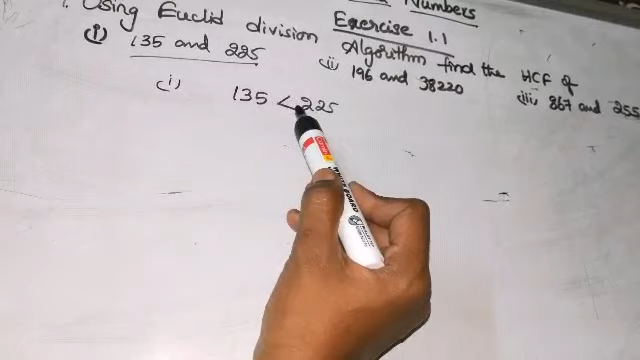 Numbers
Exercise 1.1
1. Using Euclid division Algorithm find the HCF of
(i) 135 and 225 (ii) 196 and 38220 (iii) 867 and 255
(i) 135 < 225